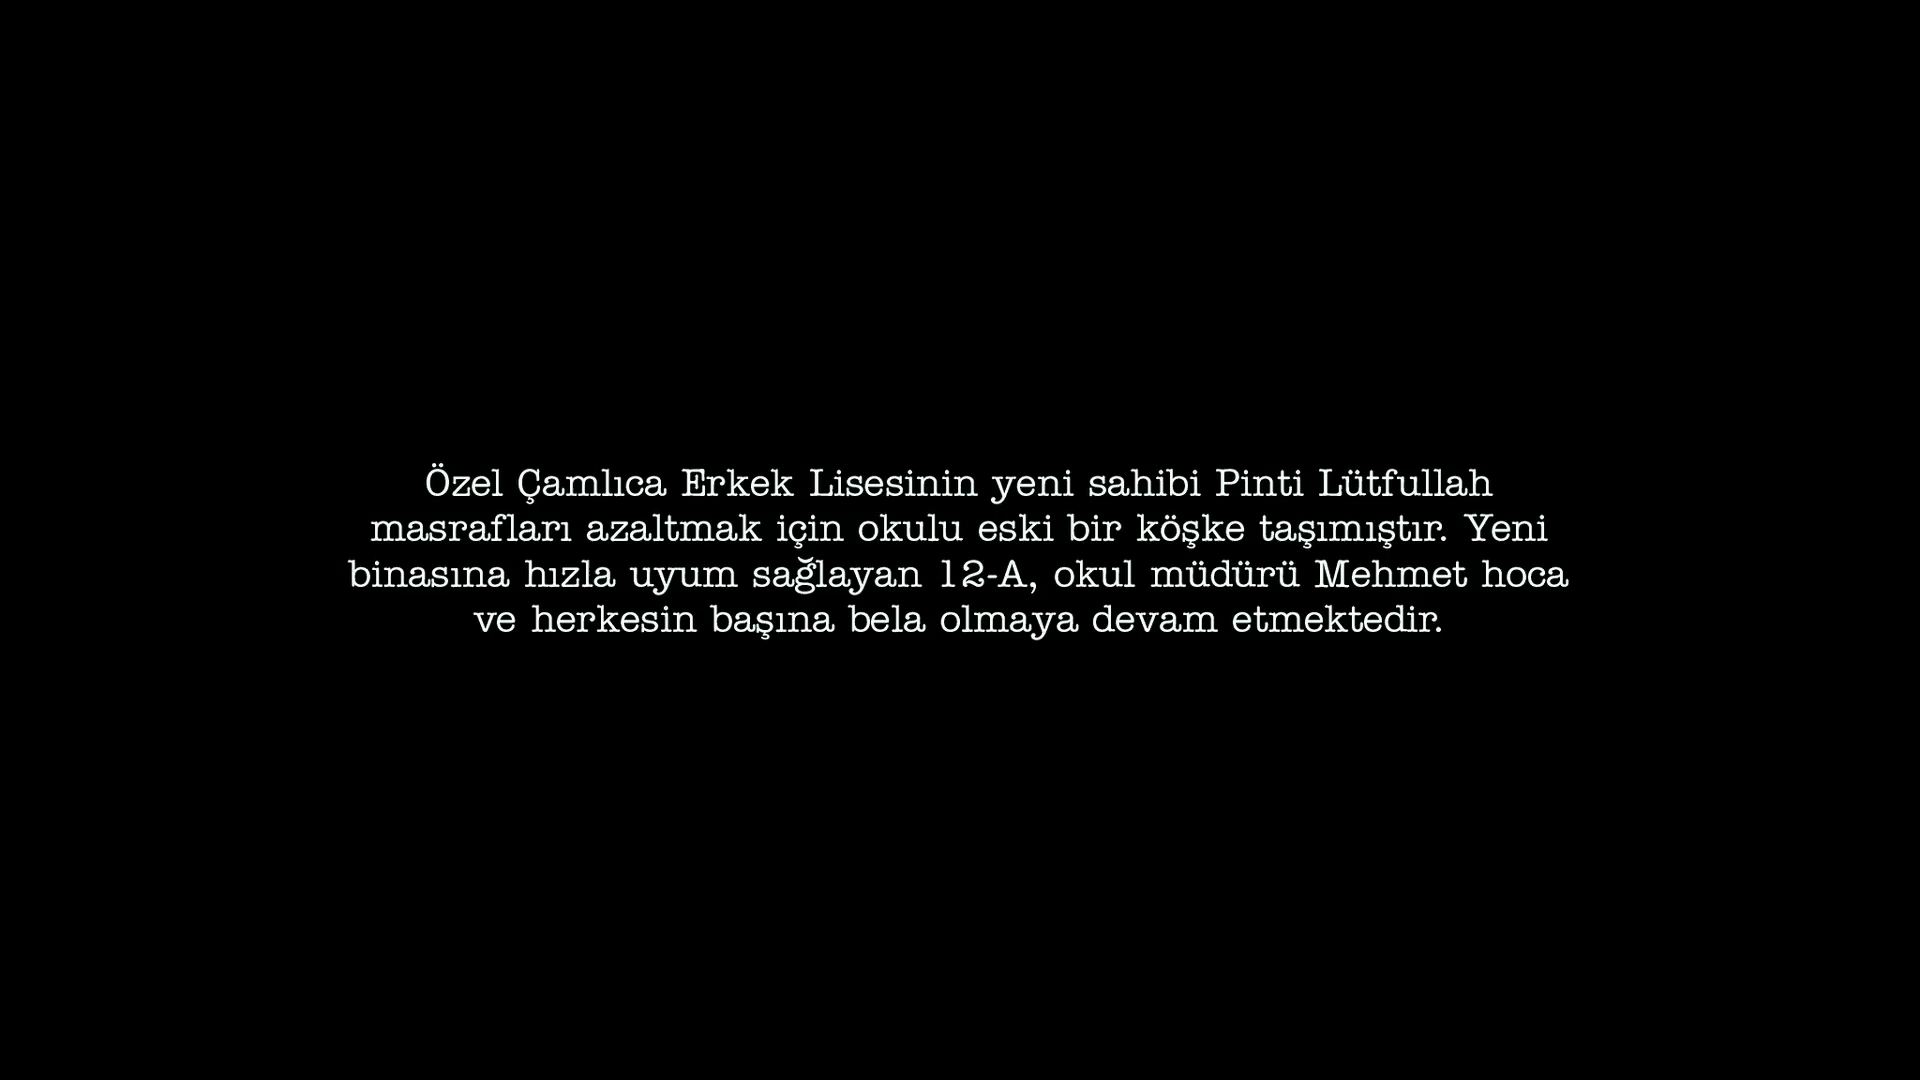 Özel Çamlıca Erkek Lisesinin yeni sahibi Pinti Lütfullah
masrafları azaltmak için okulu eski bir köşke taşımıştır. Yeni
binasına hızla uyum sağlayan 12-A, okul müdürü Mehmet hoca
ve herkesin başına bela olmaya devam etmektedir.